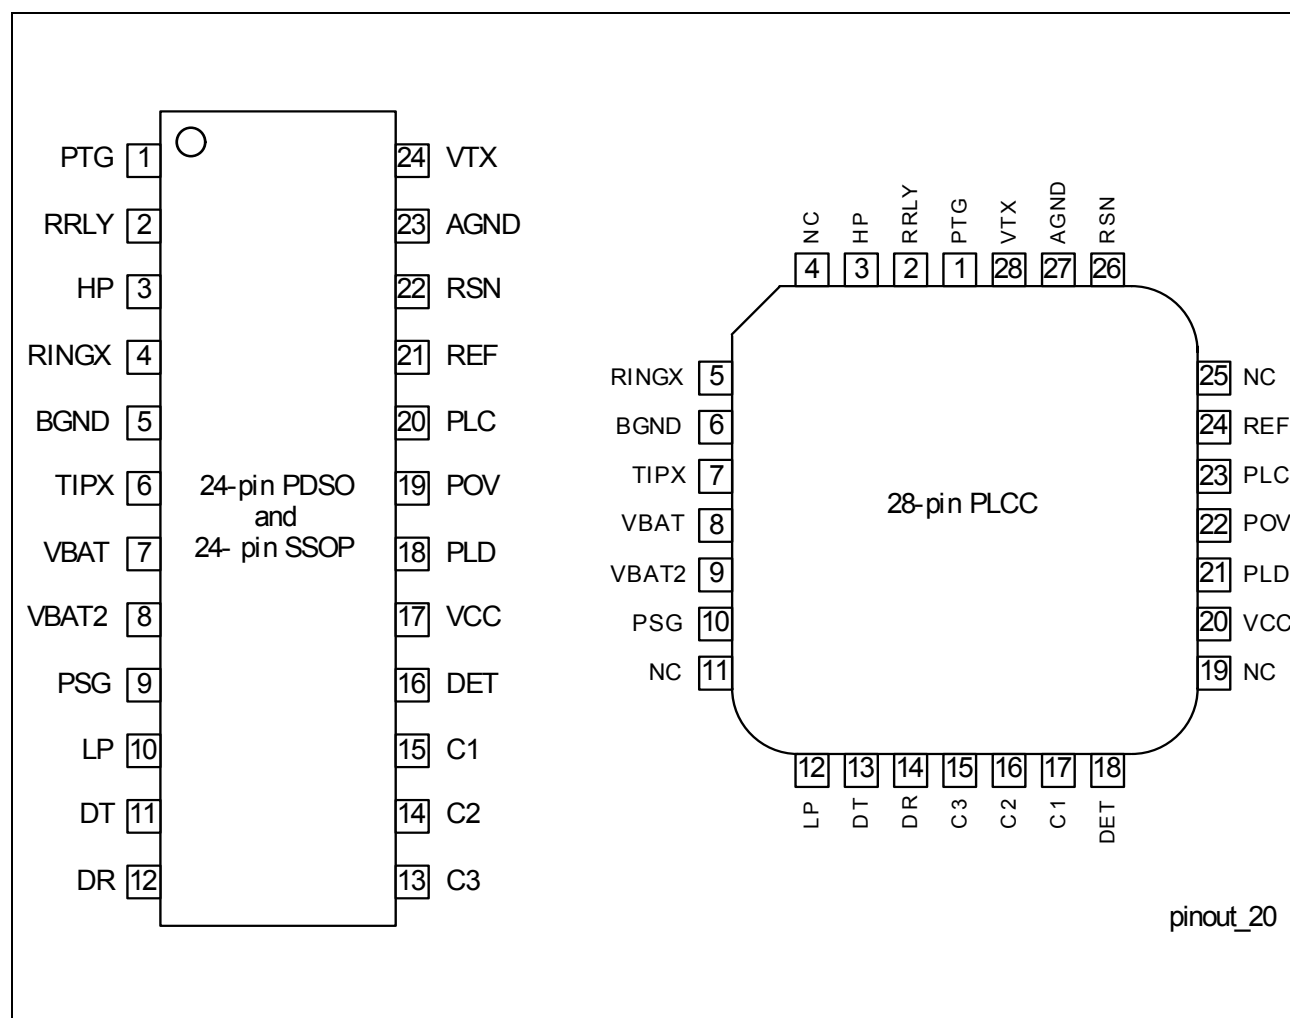 PTG 1
RRLY 2
HP 3
RINGX 4
BGND 5
TIPX 6
VBAT 7
VBAT2 8
PSG 9
LP 10
DT 11
DR 12
24-pin PDSO
and
24- pin SSOP
24 VTX
23 AGND
22 RSN
21 REF
20 PLC
19 POV
18 PLD
17 VCC
16 DET
15 C1
14 C2
13 C3
NC HP RRLY PTG VTX AGND RSN
4 3 2 1 28 27 26
RINGX 5
BGND 6
TIPX 7
VBAT 8
VBAT2 9
PSG 10
NC 11
28-pin PLCC
25 NC
24 REF
23 PLC
22 POV
21 PLD
20 VCC
19 NC
12 13 14 15 16 17 18
LP DT DR C3 C2 C1 DET
pinout_20